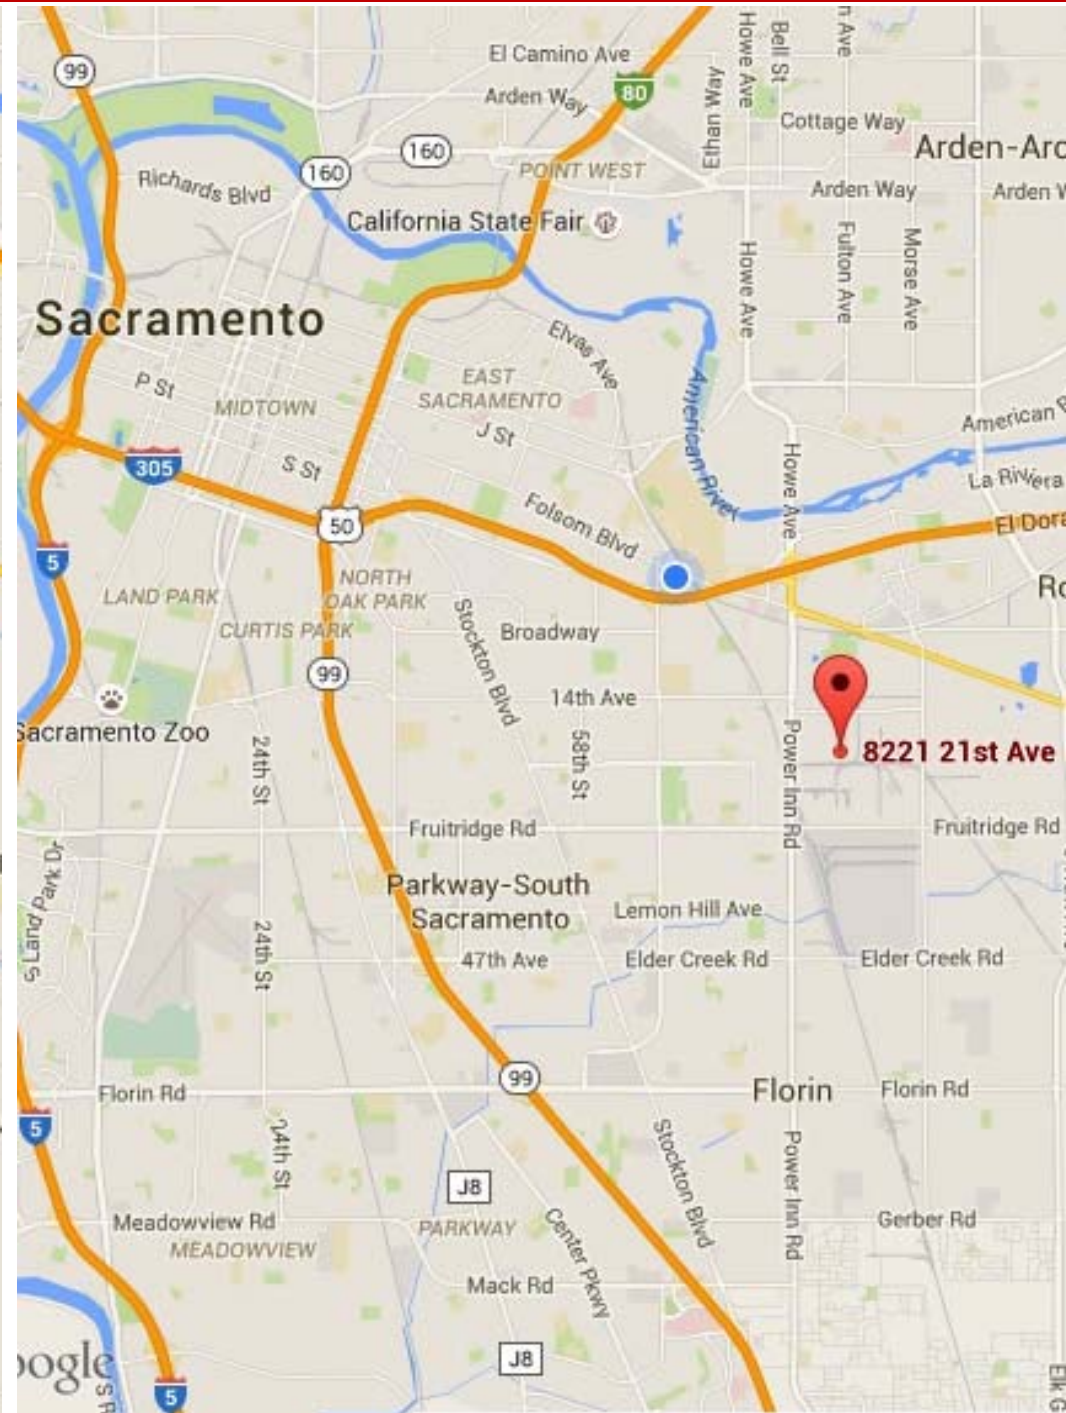 El Camino Ave
Howe Ave
Bell St
n Ave
99
80
Arden Way
Ethan Way
Cottage Way
160
Arden-Arc
160
POINT WEST
Richards Blvd
Arden Way
Arden W
California State Fair
Fulton Ave
Morse Ave
Howe Ave
Sacramento
Elvas Ave
P St
EAST
SACRAMENTO
MIDTOWN
American River
J St
American R
305
S St
Howe Ave
La Riviera
Folsom Blvd
50
El Dora
5
NORTH
OAK PARK
LAND PARK
Ro
CURTIS PARK
Stockton Blvd
Broadway
99
14th Ave
Sacramento Zoo
24th St
58th St
Power Inn Rd
8221 21st Ave
Fruitridge Rd
Fruitridge Rd
S Land Park Dr
Parkway-South
Sacramento
Lemon Hill Ave
24th St
47th Ave
Elder Creek Rd
Elder Creek Rd
99
Florin Rd
Florin
Florin Rd
5
24th St
Stockton Blvd
Power Inn Rd
J8
Meadowview Rd
PARKWAY
Center Pkwy
Gerber Rd
MEADOWVIEW
Mack Rd
oogle
J8
S R
5
Elk G